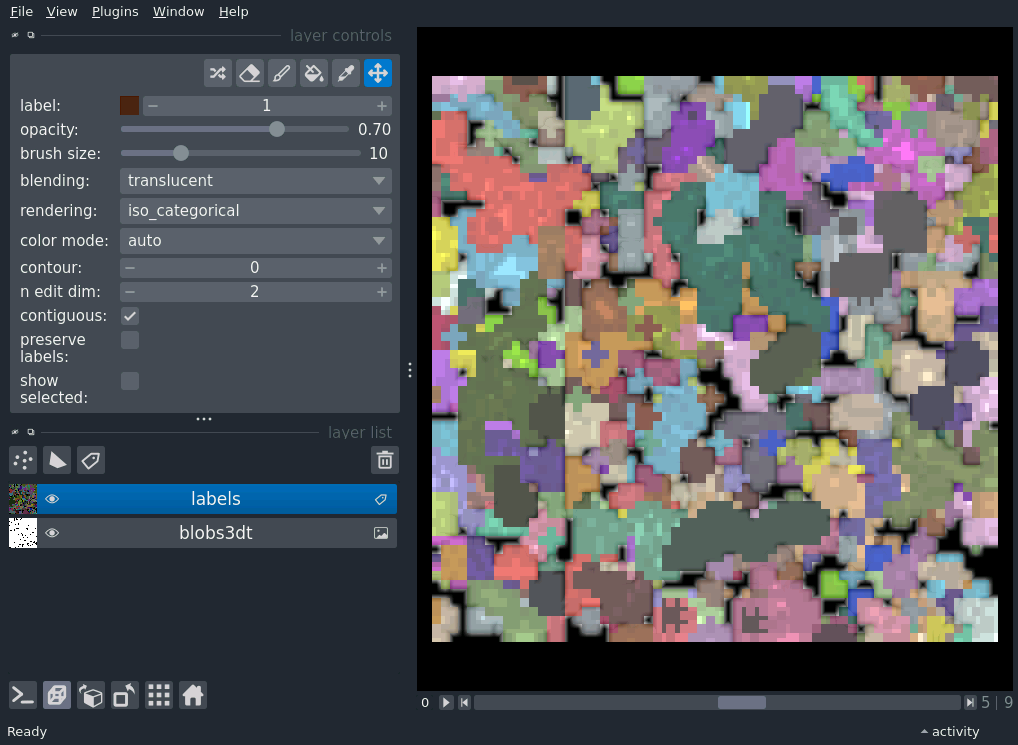 File View Plugins Window Help
layer controls
label: 1
opacity: 0.70
brush size: 10
blending: translucent
rendering: iso_categorical
color mode: auto
contour: 0
n edit dim: 2
contiguous:
preserve
labels:
show
selected:
layer list
labels
blobs3dt
0 5 | 9
Ready activity